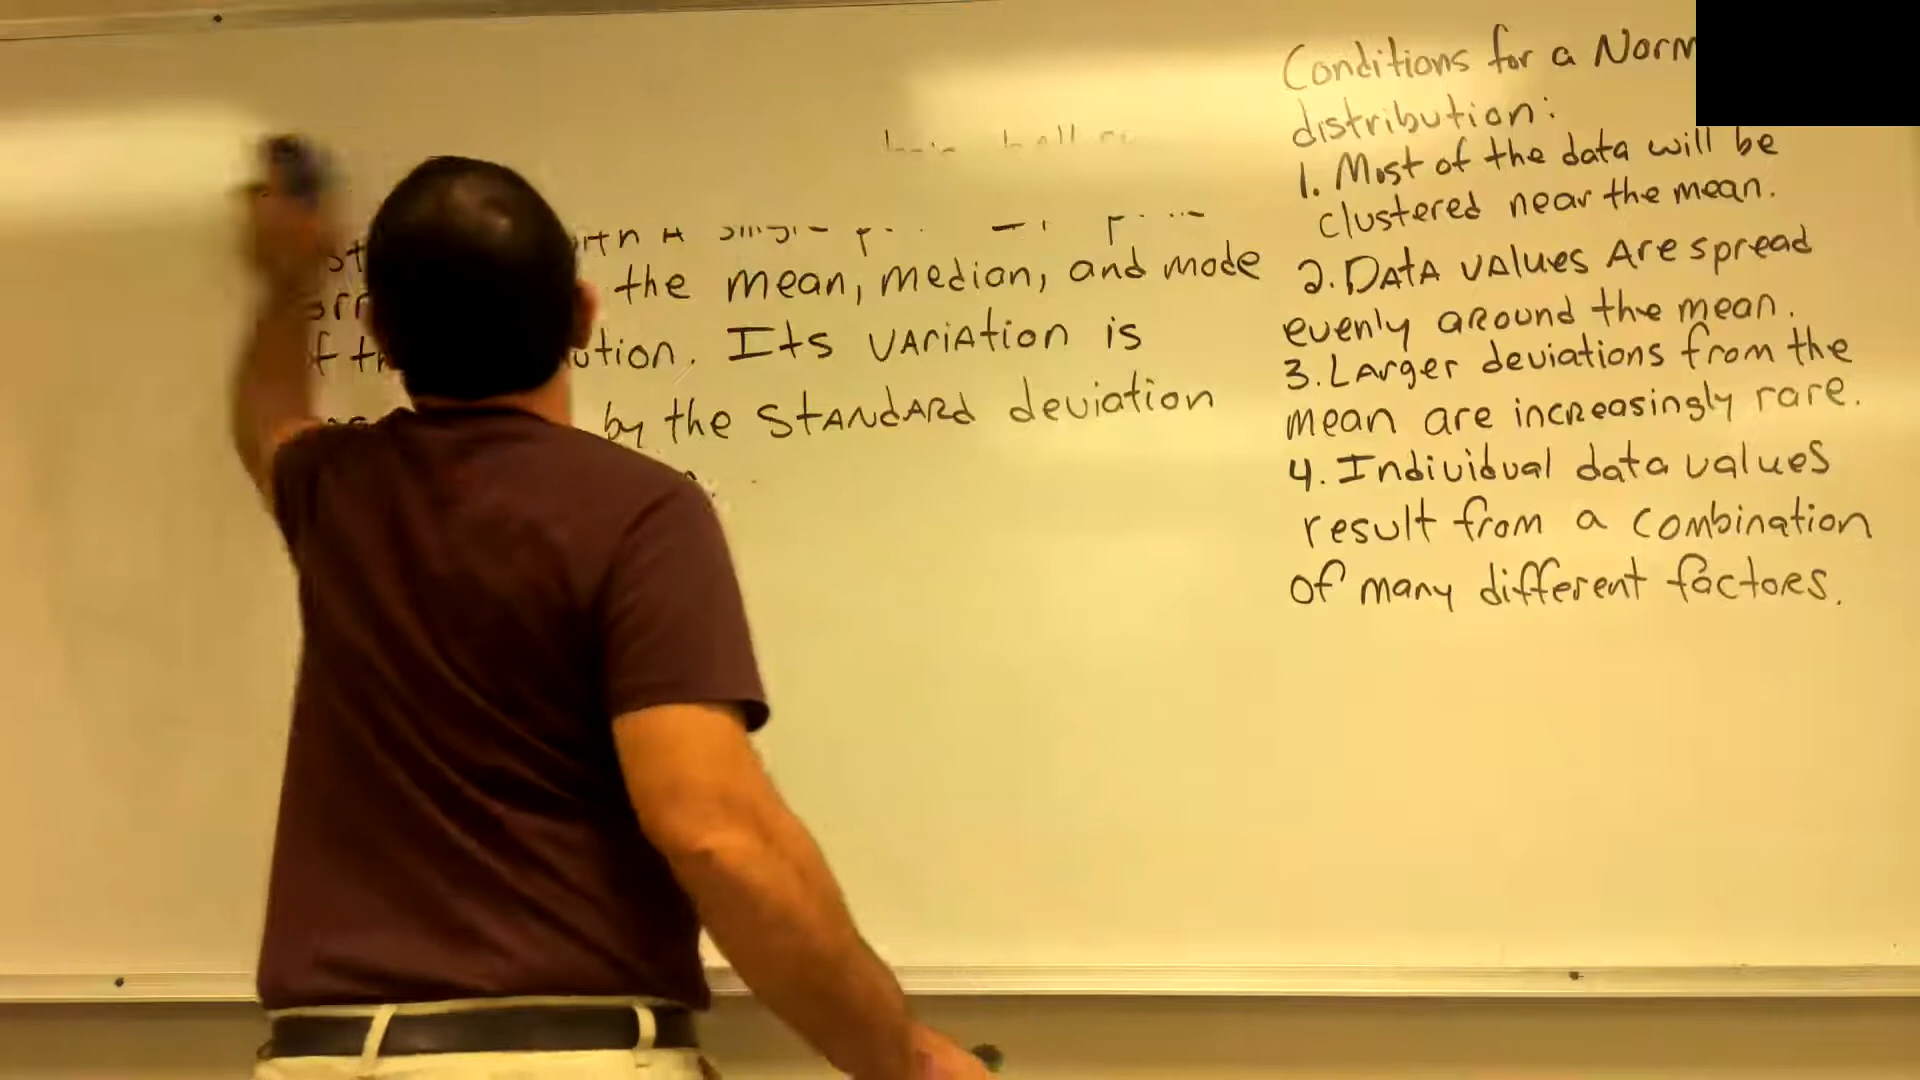 the mean, median, and mode
Its variation is
by the standard deviation
Conditions for a Norm
distribution:
1. Most of the data will be
clustered near the mean.
2. Data values are spread
evenly around the mean.
3. Larger deviations from the
mean are increasingly rare.
4. Individual data values
result from a combination
of many different factors.